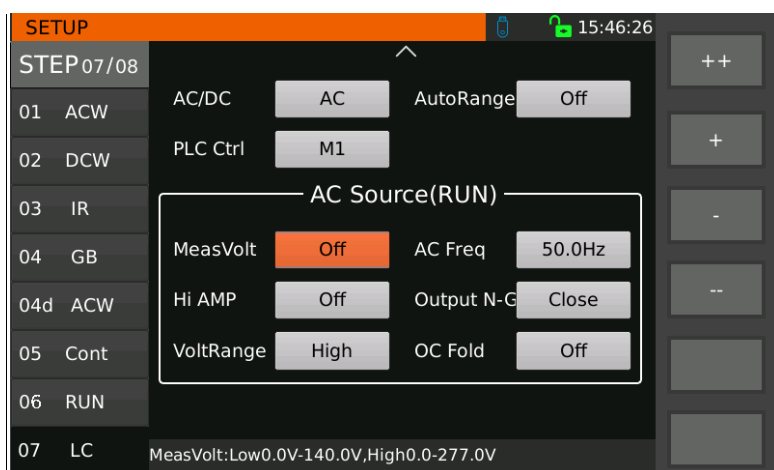 SETUP 15:46:26
STEP 07/08
01 ACW
02 DCW
03 IR
04 GB
04d ACW
05 Cont
06 RUN
07 LC
AC/DC AC AutoRange Off
PLC Ctrl M1
AC Source(RUN)
MeasVolt Off AC Freq 50.0Hz
Hi AMP Off Output N-G Close
VoltRange High OC Fold Off
MeasVolt:Low0.0V-140.0V,High0.0-277.0V
++
+
-
--